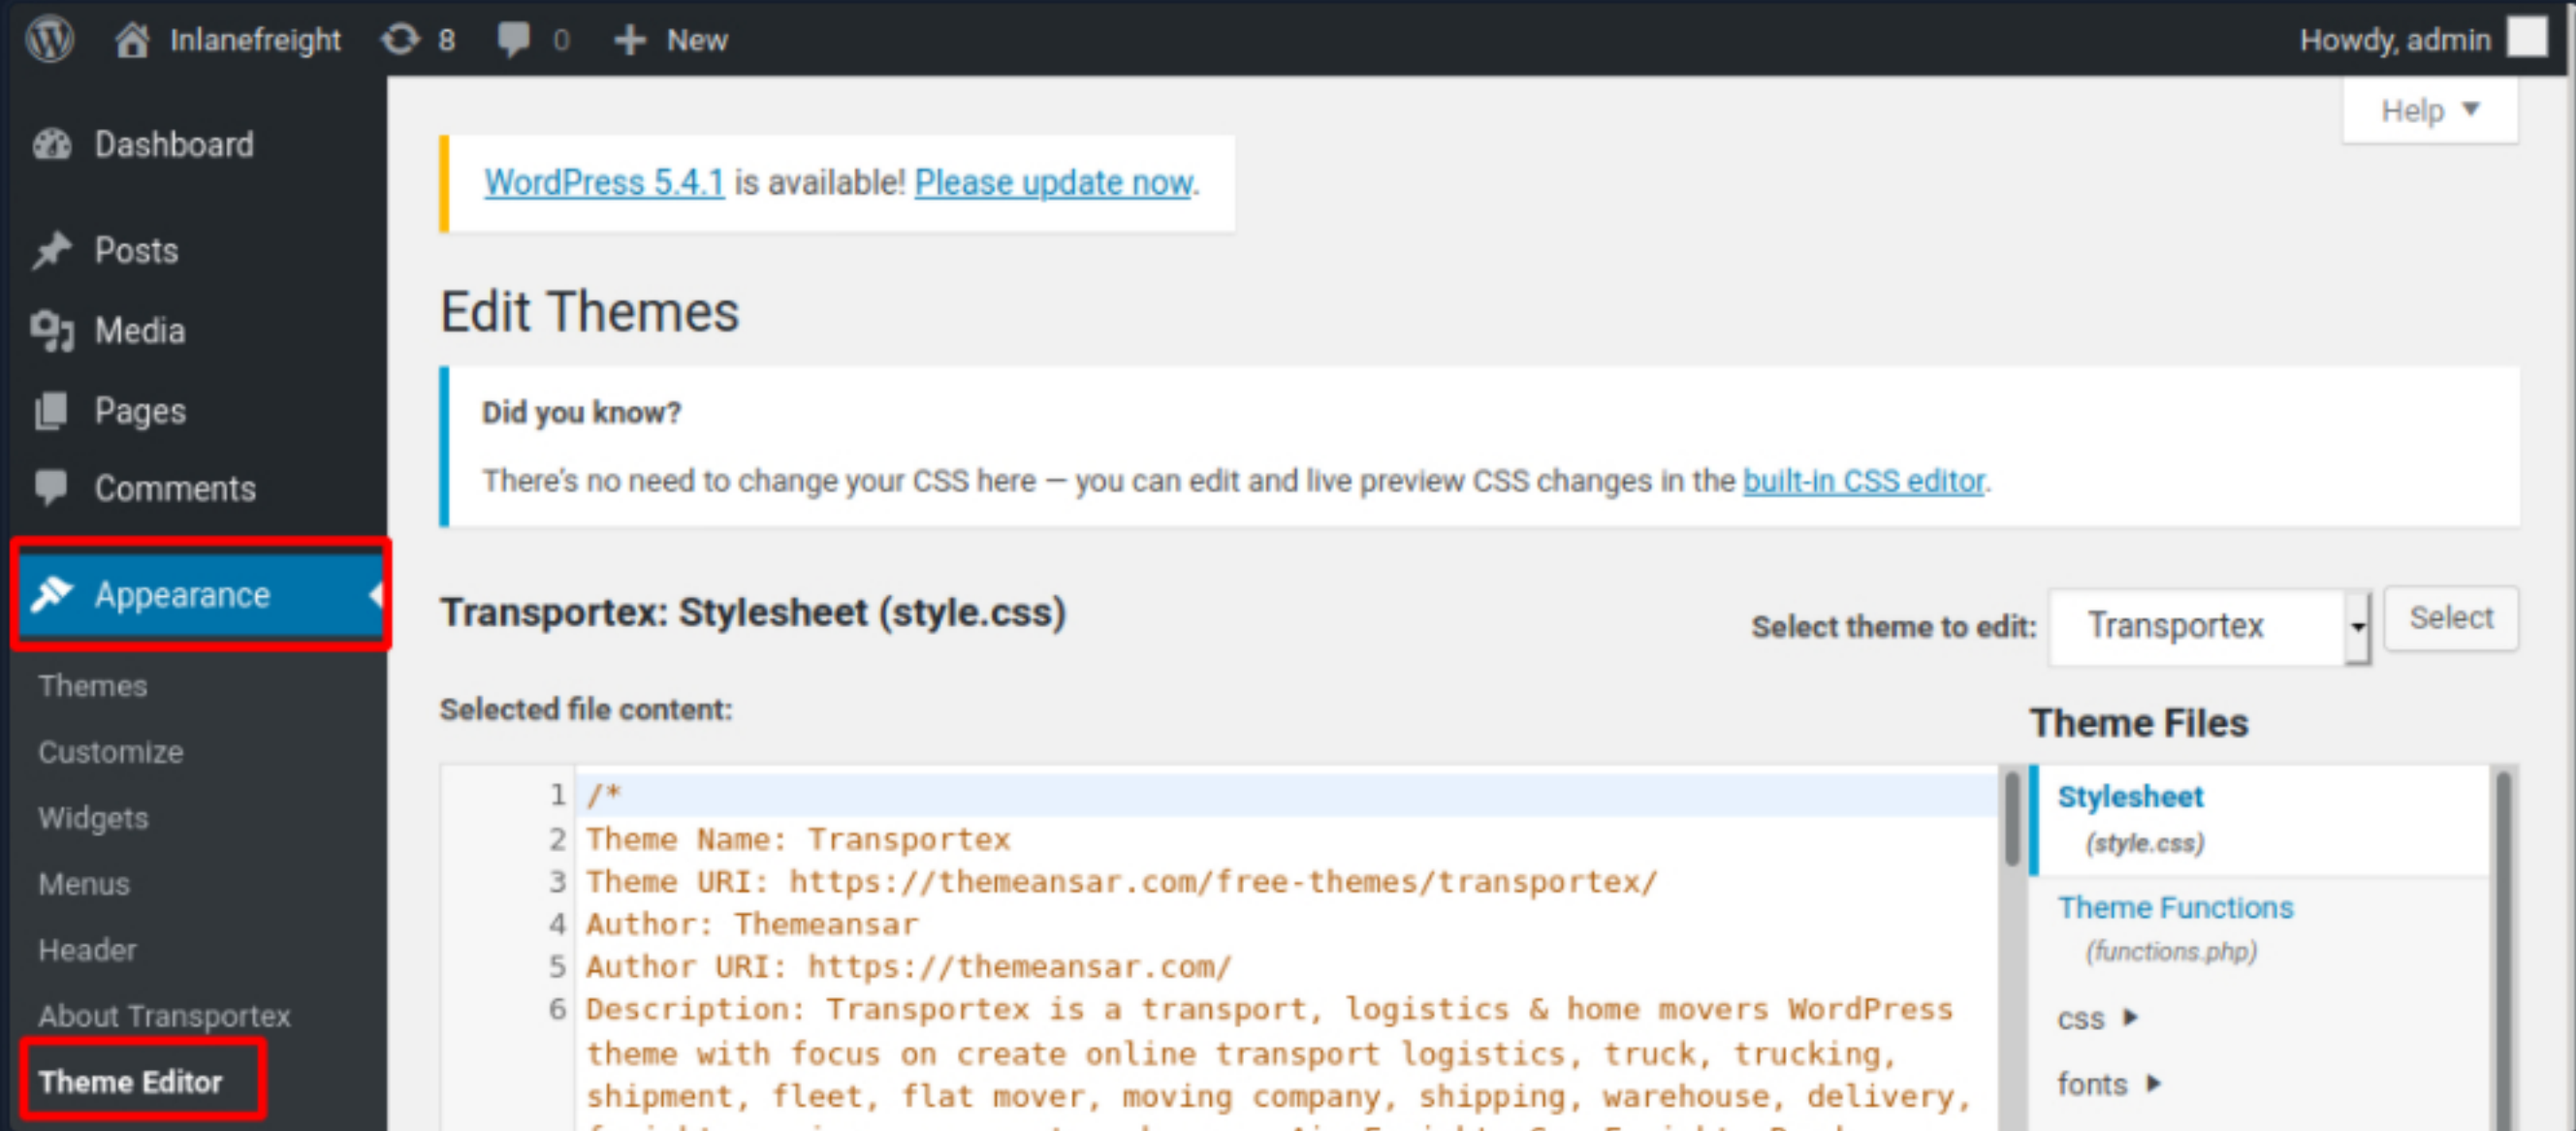 Inlanefreight 8 0 New Howdy, admin
Help
Dashboard
Posts
Media
Pages
Comments
Appearance
Themes
Customize
Widgets
Menus
Header
About Transportex
Theme Editor
WordPress 5.4.1 is available! Please update now.
Edit Themes
Did you know?
There's no need to change your CSS here — you can edit and live preview CSS changes in the built-in CSS editor.
Transportex: Stylesheet (style.css)
Select theme to edit: Transportex Select
Selected file content:
1 /*
2 Theme Name: Transportex
3 Theme URI: https://themeansar.com/free-themes/transportex/
4 Author: Themeansar
5 Author URI: https://themeansar.com/
6 Description: Transportex is a transport, logistics & home movers WordPress
theme with focus on create online transport logistics, truck, trucking,
shipment, fleet, flat mover, moving company, shipping, warehouse, delivery,
Theme Files
Stylesheet
(style.css)
Theme Functions
(functions.php)
css
fonts